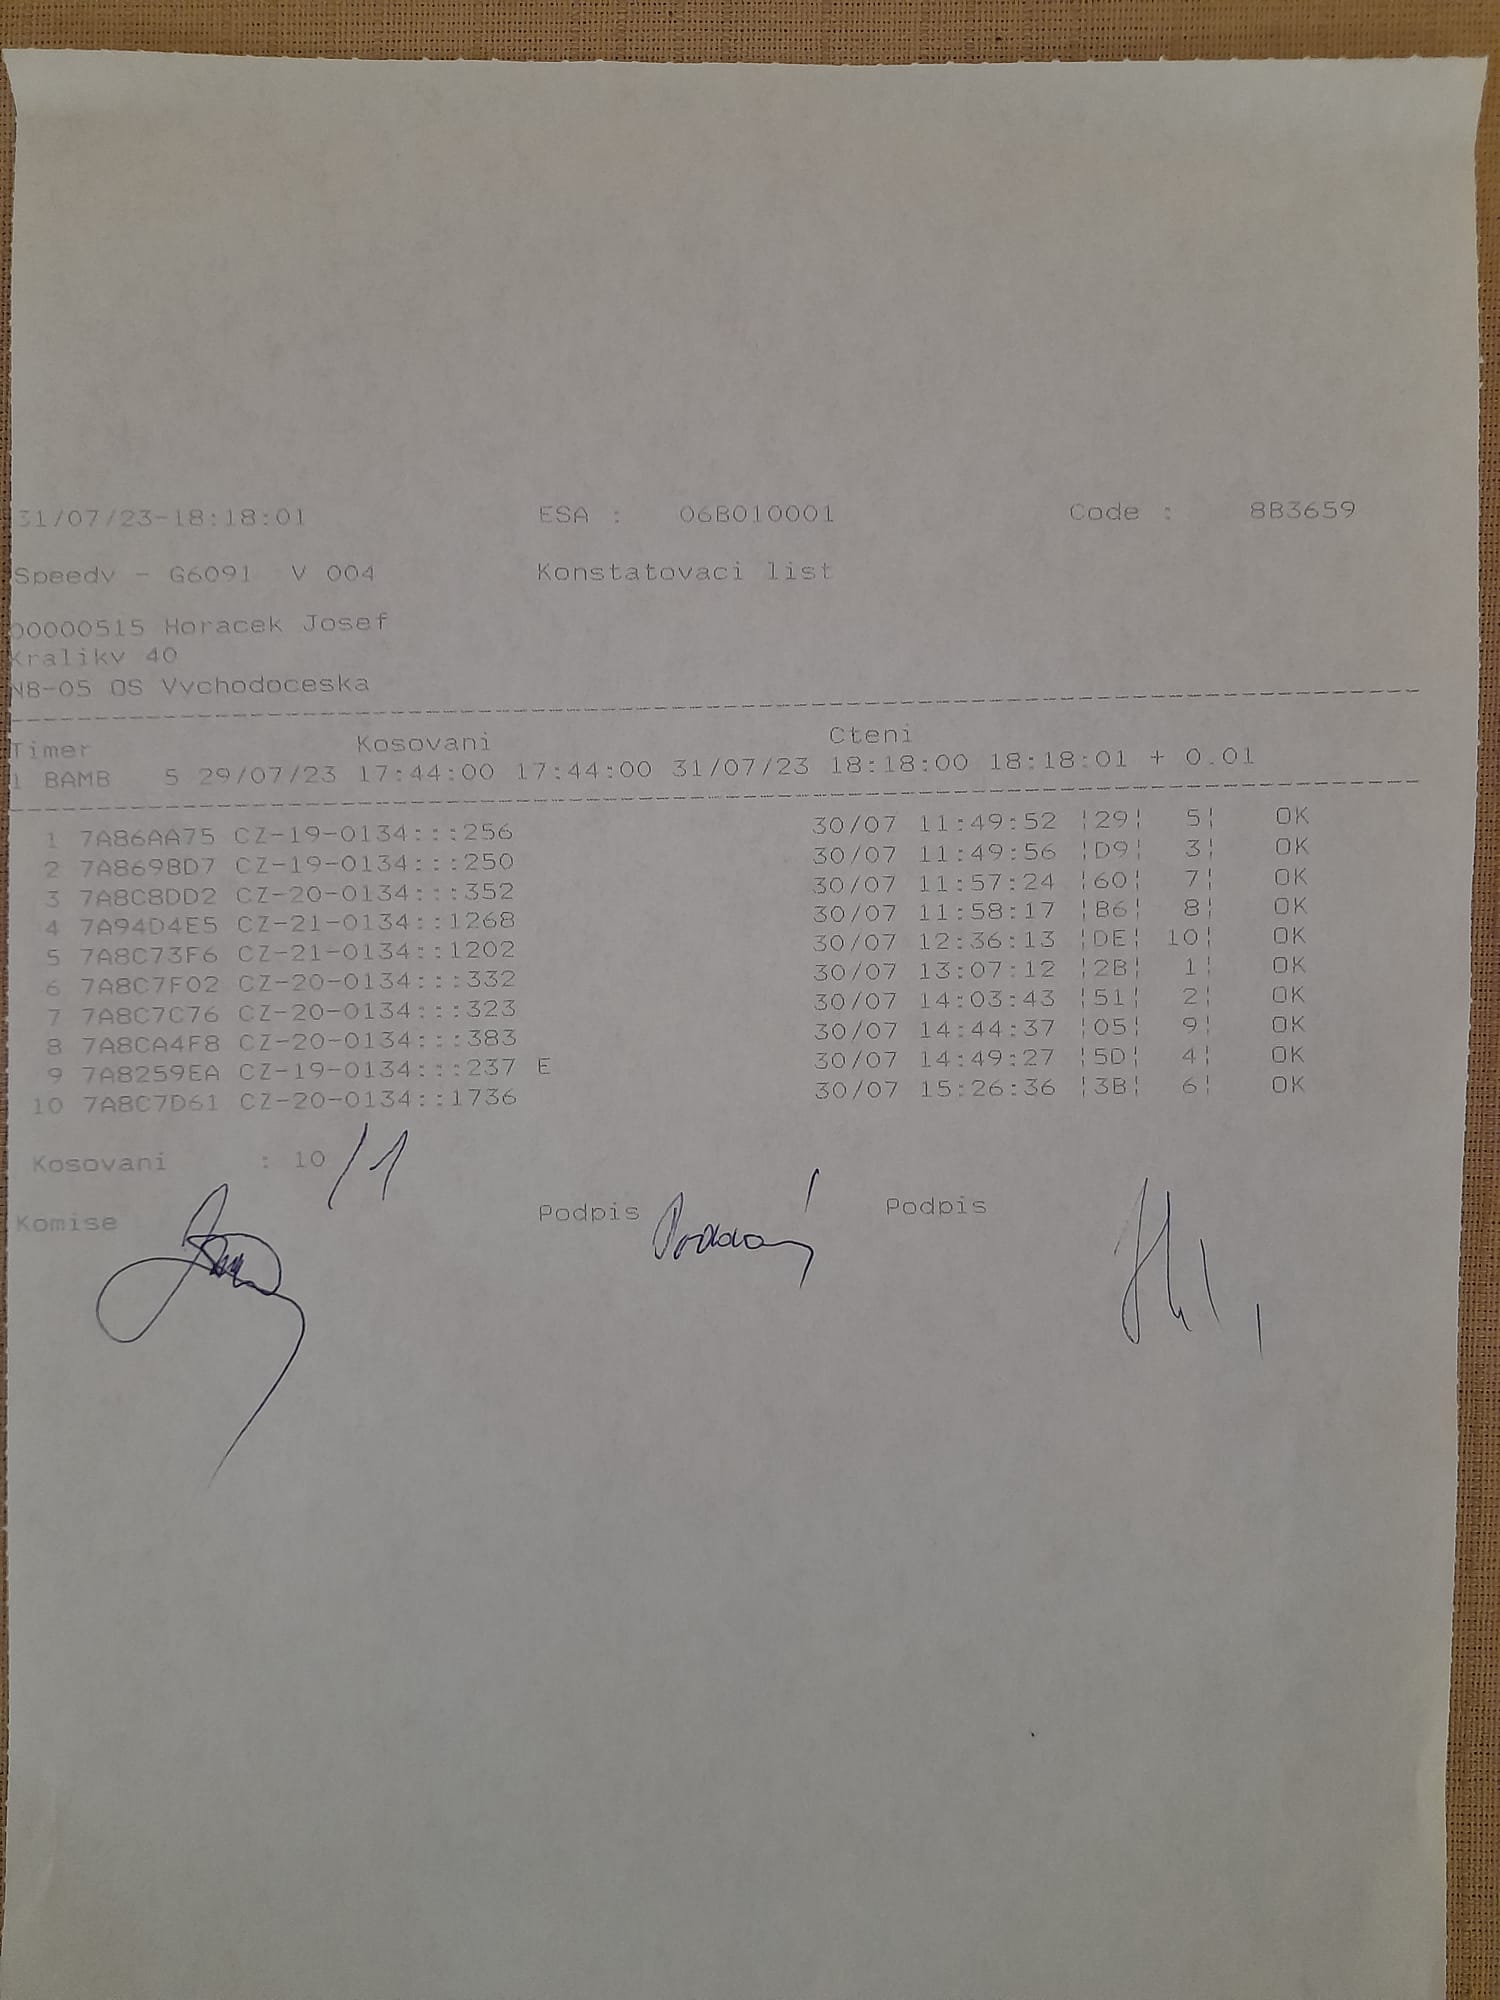 31/07/23-18:18:01 ESA : 06B010001 Code : 8B3659
Speedy - G6091 V 004 Konstatovaci list
00000515 Horacek Josef
Kraliky 40
N8-05 OS Vychodoceska
Timer Kosovani Cteni
1 BAMB 5 29/07/23 17:44:00 17:44:00 31/07/23 18:18:00 18:18:01 + 0.01
1 7A86AA75 CZ-19-0134:::256 30/07 11:49:52 ¦29¦ 5¦ OK
2 7A869BD7 CZ-19-0134:::250 30/07 11:49:56 ¦D9¦ 3¦ OK
3 7A8C8DD2 CZ-20-0134:::352 30/07 11:57:24 ¦60¦ 7¦ OK
4 7A94D4E5 CZ-21-0134::1268 30/07 11:58:17 ¦B6¦ 8¦ OK
5 7A8C73F6 CZ-21-0134::1202 30/07 12:36:13 ¦DE¦ 10¦ OK
6 7A8C7F02 CZ-20-0134:::332 30/07 13:07:12 ¦2B¦ 1¦ OK
7 7A8C7C76 CZ-20-0134:::323 30/07 14:03:43 ¦51¦ 2¦ OK
8 7A8CA4F8 CZ-20-0134:::383 30/07 14:44:37 ¦05¦ 9¦ OK
9 7A8259EA CZ-19-0134:::237 E 30/07 14:49:27 ¦5D¦ 4¦ OK
10 7A8C7D61 CZ-20-0134::1736 30/07 15:26:36 ¦3B¦ 6¦ OK
Kosovani : 10 /1
Komise Podpis Podpis